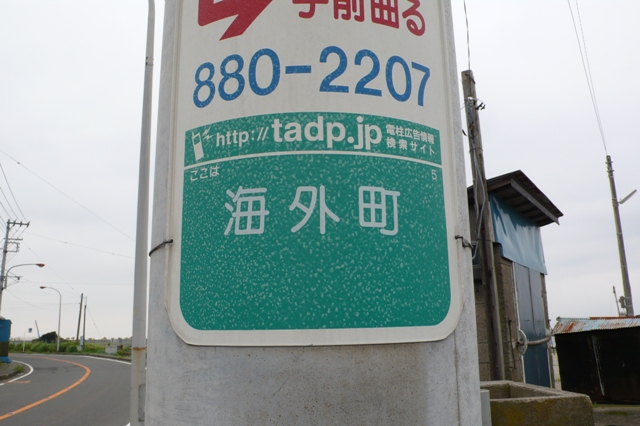 手前曲る
880-2207
http://tadp.jp 電柱広告情報
検索サイト
ここは 5
海外町